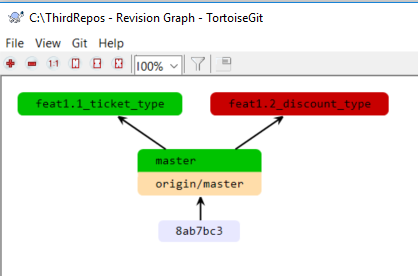 C:\ThirdRepos - Revision Graph - TortoiseGit
File View Git Help
1:1 100%
feat1.1_ticket_type feat1.2_discount_type
master
origin/master
8ab7bc3